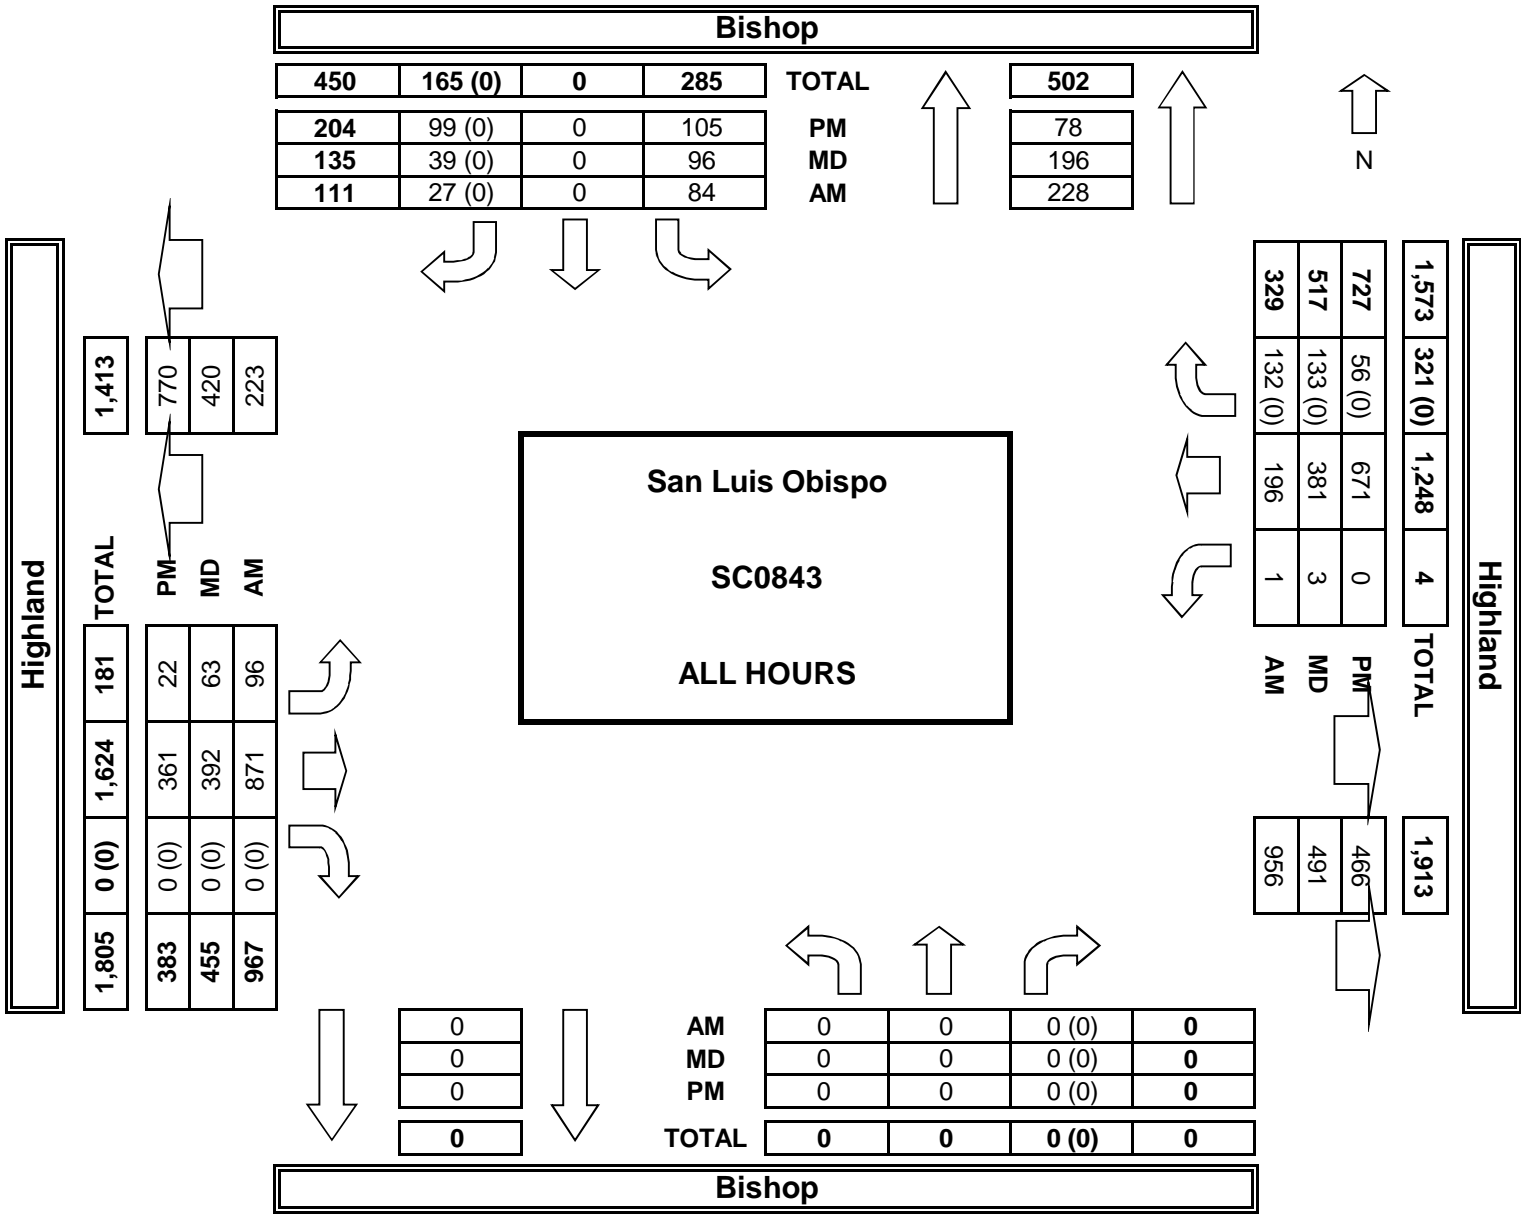 Bishop
450 165 (0) 0 285 TOTAL 502
204 99 (0) 0 105 PM 78
135 39 (0) 0 96 MD 196
111 27 (0) 0 84 AM 228
N
Highland
1,413
770
420
223
TOTAL
PM
MD
AM
181 1,624 0 (0) 1,805
22 361 0 (0) 383
63 392 0 (0) 455
96 871 0 (0) 967
San Luis Obispo
SC0843
ALL HOURS
1,573 321 (0) 1,248 4 TOTAL
727 56 (0) 671 0 PM
517 133 (0) 381 3 MD
329 132 (0) 196 1 AM
1,913
466
491
956
Highland
0 AM 0 0 0 (0) 0
0 MD 0 0 0 (0) 0
0 PM 0 0 0 (0) 0
0 TOTAL 0 0 0 (0) 0
Bishop